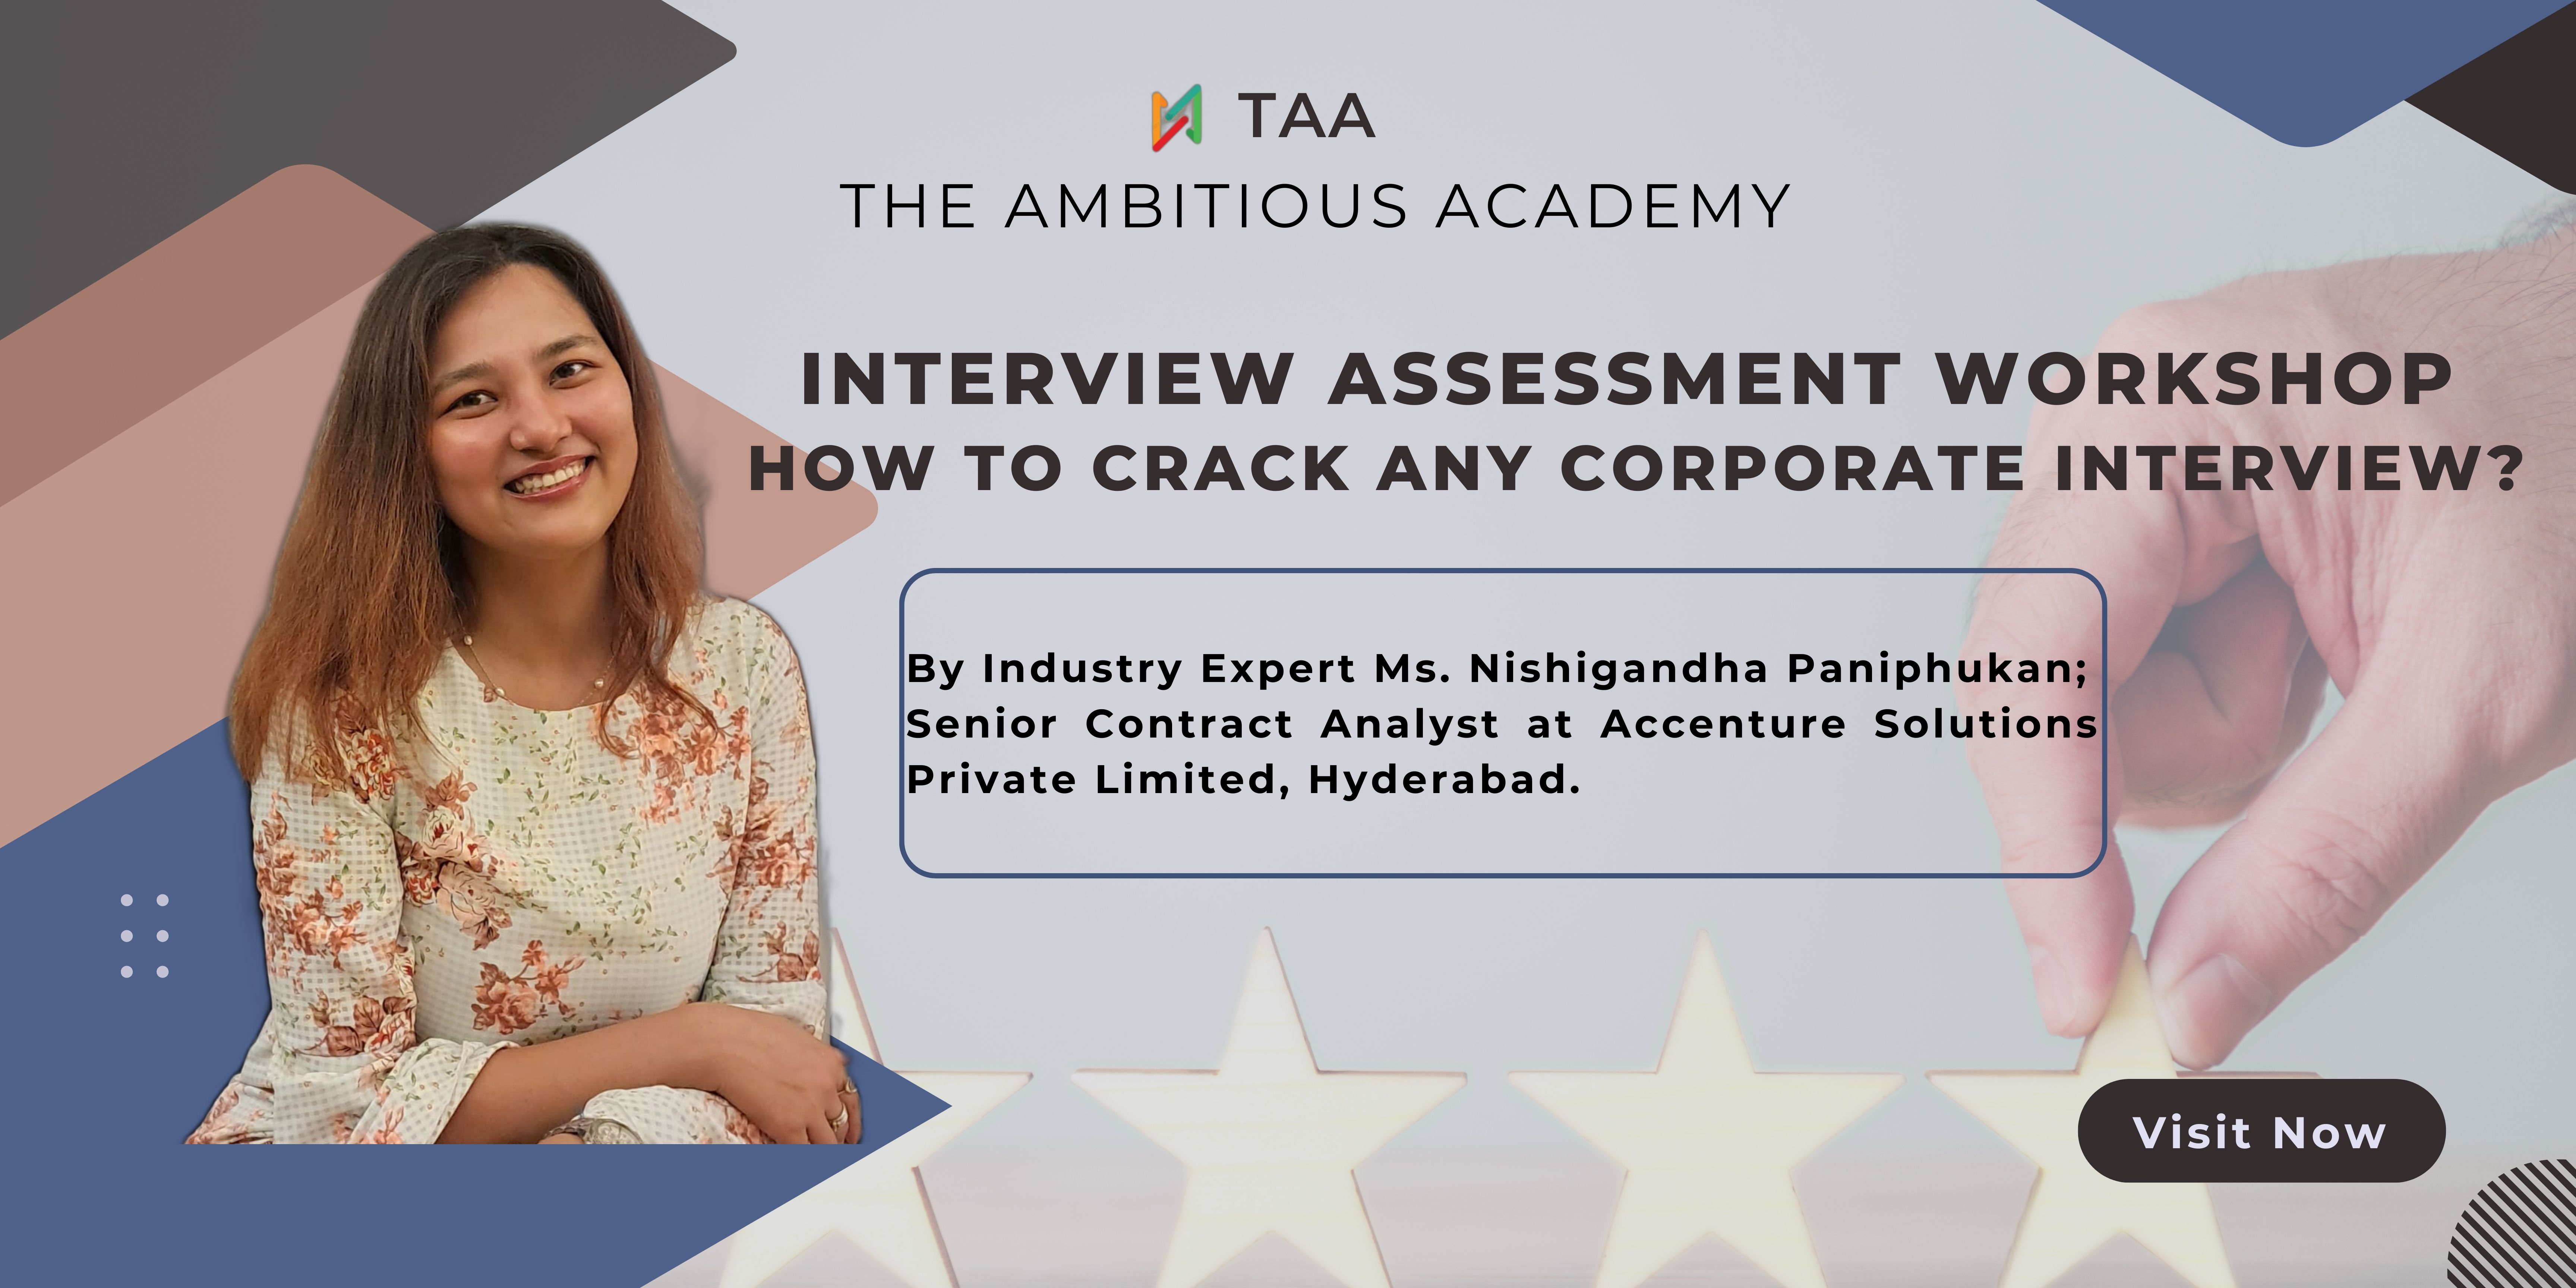 TAA
THE AMBITIOUS ACADEMY
INTERVIEW ASSESSMENT WORKSHOP
HOW TO CRACK ANY CORPORATE INTERVIEW?
By Industry Expert Ms. Nishigandha Paniphukan;
Senior Contract Analyst at Accenture Solutions
Private Limited, Hyderabad.
Visit Now